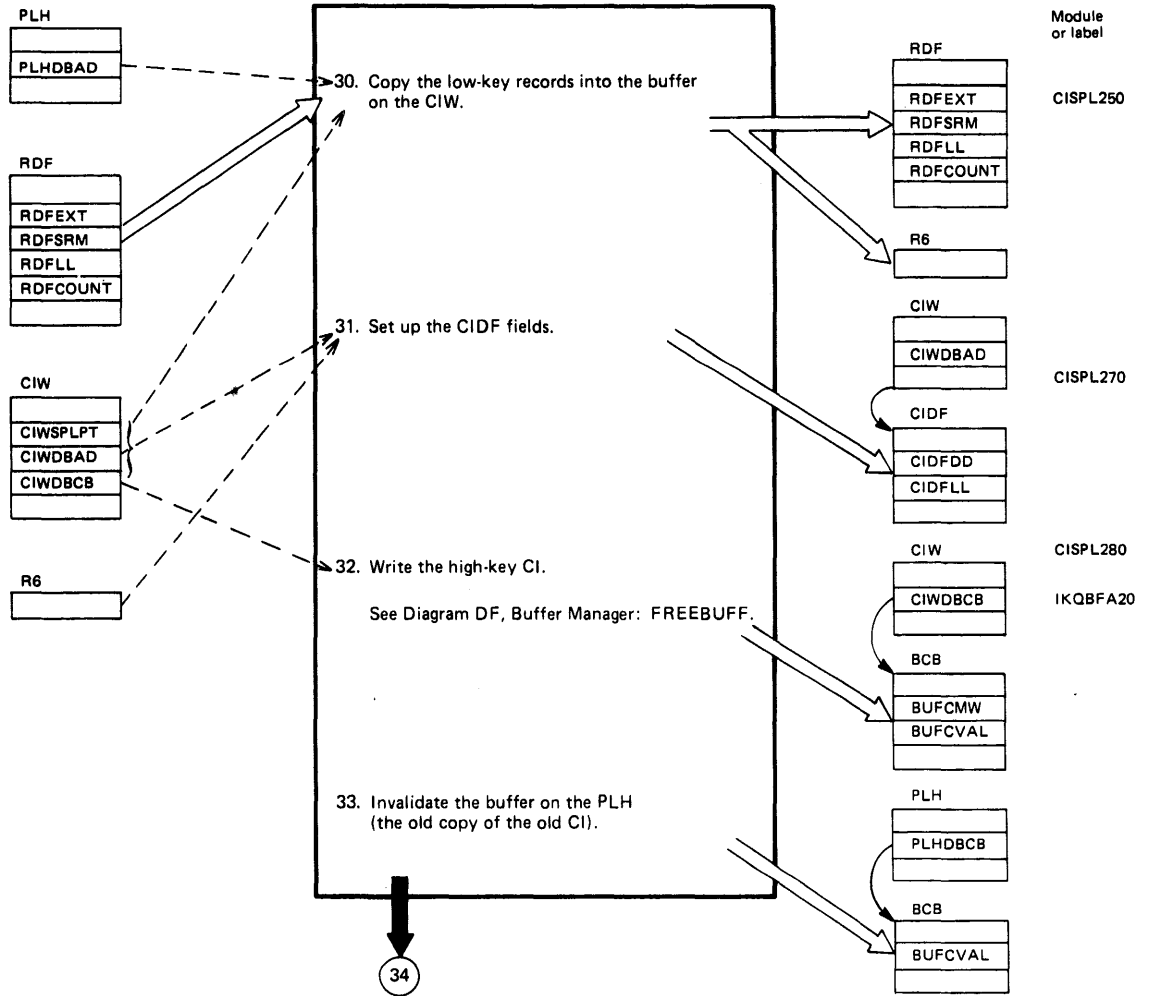 PLH
PLHDBAD
RDF
RDFEXT
RDFSRM
RDFLL
RDFCOUNT
CIW
CIWSPLPT
CIWDBAD
CIWDBCB
R6
30. Copy the low-key records into the buffer
on the CIW.
31. Set up the CIDF fields.
32. Write the high-key CI.
See Diagram DF, Buffer Manager: FREEBUFF.
33. Invalidate the buffer on the PLH
(the old copy of the old CI).
34
RDF
RDFEXT
RDFSRM
RDFLL
RDFCOUNT
R6
CIW
CIWDBAD
CIDF
CIDFDD
CIDFLL
CIW
CIWDBCB
BCB
BUFCMW
BUFCVAL
PLH
PLHDBCB
BCB
BUFCVAL
Module
or label
CISPL250
CISPL270
CISPL280
IKQBFA20